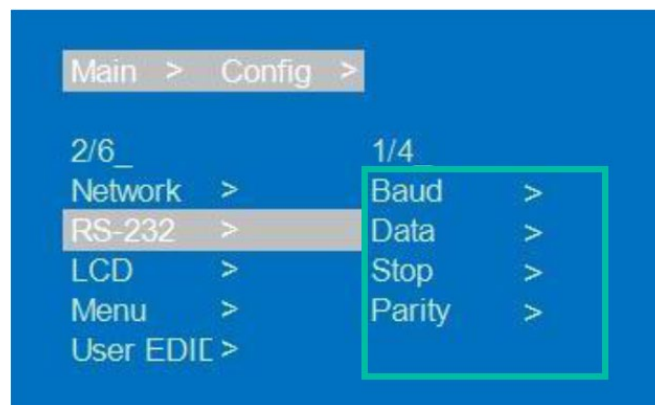 Main > Config >
2/6_ 1/4_
Network > Baud >
RS-232 > Data >
LCD > Stop >
Menu > Parity >
User EDID >